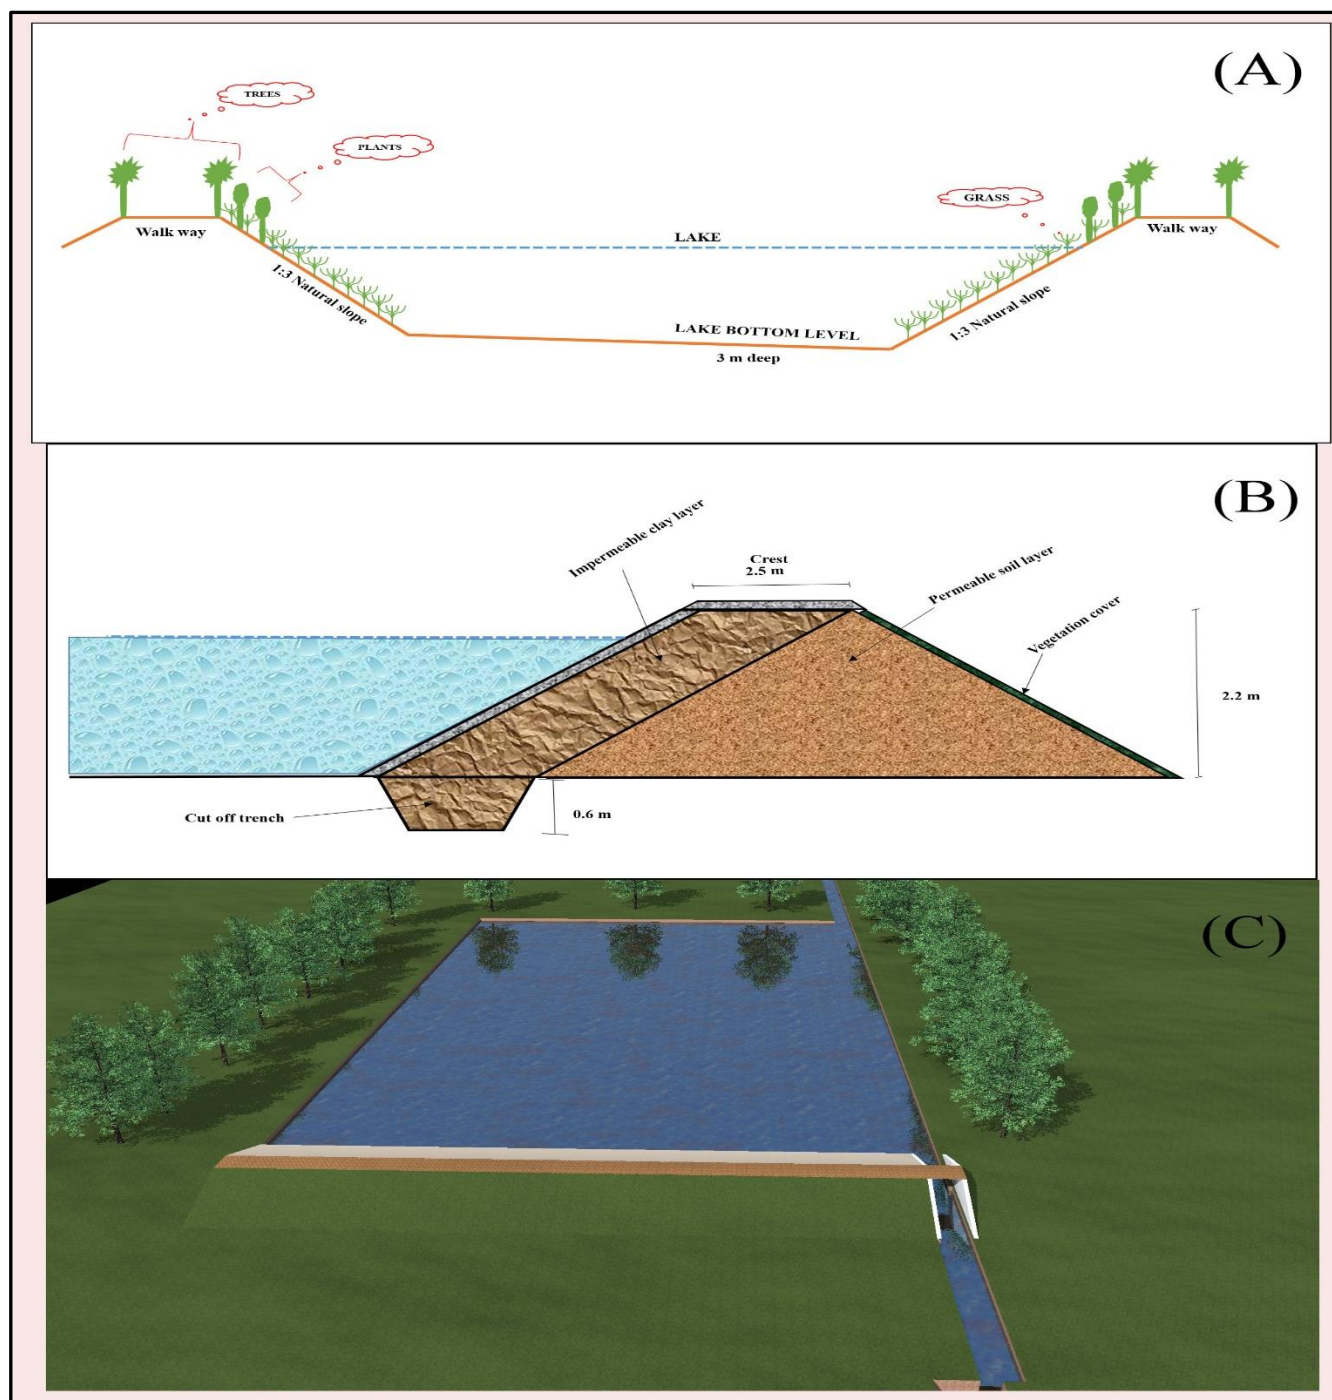 (A)
TREES
PLANTS
GRASS
Walk way
Walk way
LAKE
1:3 Natural slope
1:3 Natural slope
LAKE BOTTOM LEVEL
3 m deep
(B)
Impermeable clay layer
Crest
2.5 m
Permeable soil layer
Vegetation cover
2.2 m
Cut off trench
0.6 m
(C)